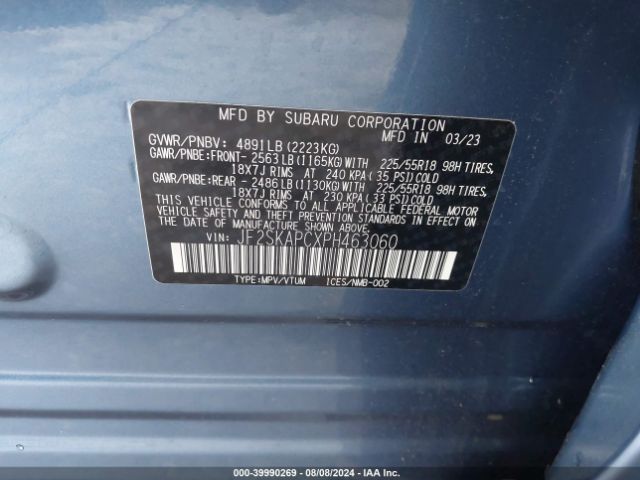 MFD BY SUBARU CORPORATION
MFD IN 03/23
GVWR/PNBV: 4891LB(2223KG)
GAWR/PNBE:FRONT- 2563LB(1165KG)WITH 225/55R18 98H TIRES,
18X7J RIMS AT 240 KPA(35 PSI)COLD
GAWR/PNBE:REAR - 2486LB(1130KG)WITH 225/55R18 98H TIRES,
18X7J RIMS AT 230 KPA(33 PSI)COLD
THIS VEHICLE CONFORMS TO ALL APPLICABLE FEDERAL MOTOR
VEHICLE SAFETY AND THEFT PREVENTION STANDARDS IN EFFECT ON
THE DATE OF MANUFACTURE SHOWN ABOVE.
VIN: JF2SKAPCXPH463060
TYPE:MPV/VTUM ICES/NMB-002
000-39990269 - 08/08/2024 - IAA Inc.